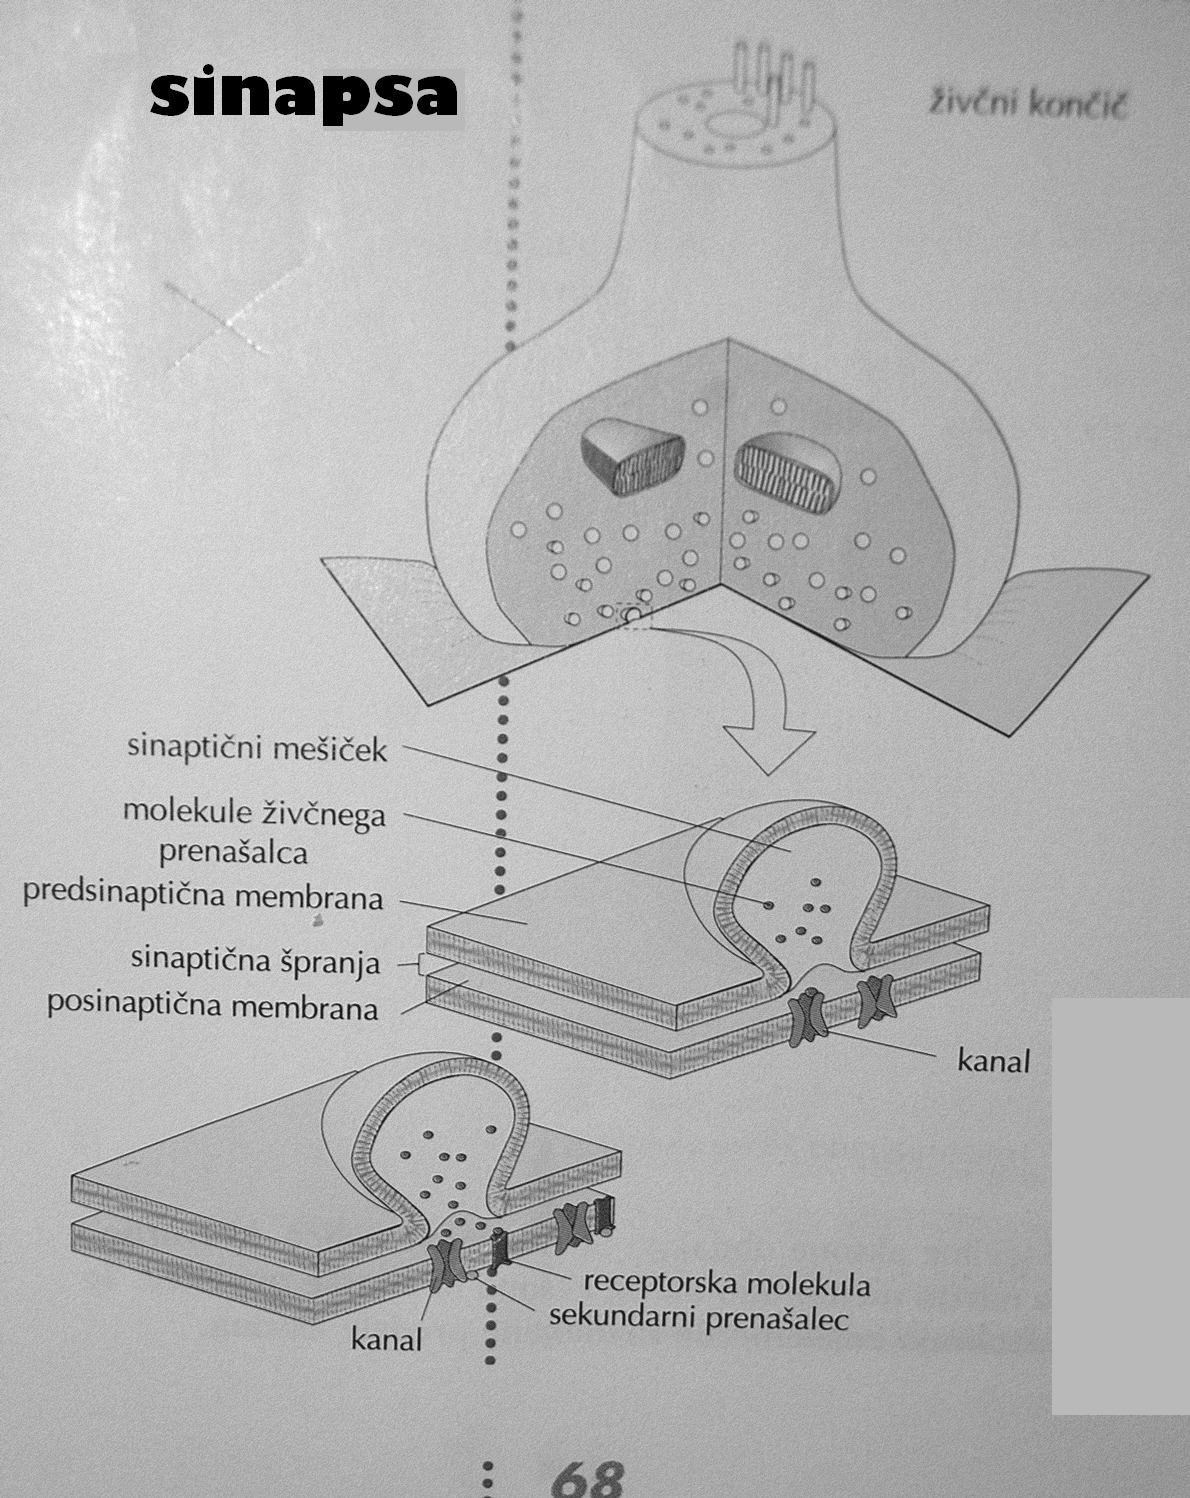 sinapsa
živčni končič
sinaptični mešiček
molekule živčnega
prenašalca
predsinaptična membrana
sinaptična špranja
posinaptična membrana
kanal
receptorska molekula
sekundarni prenašalec
kanal
68